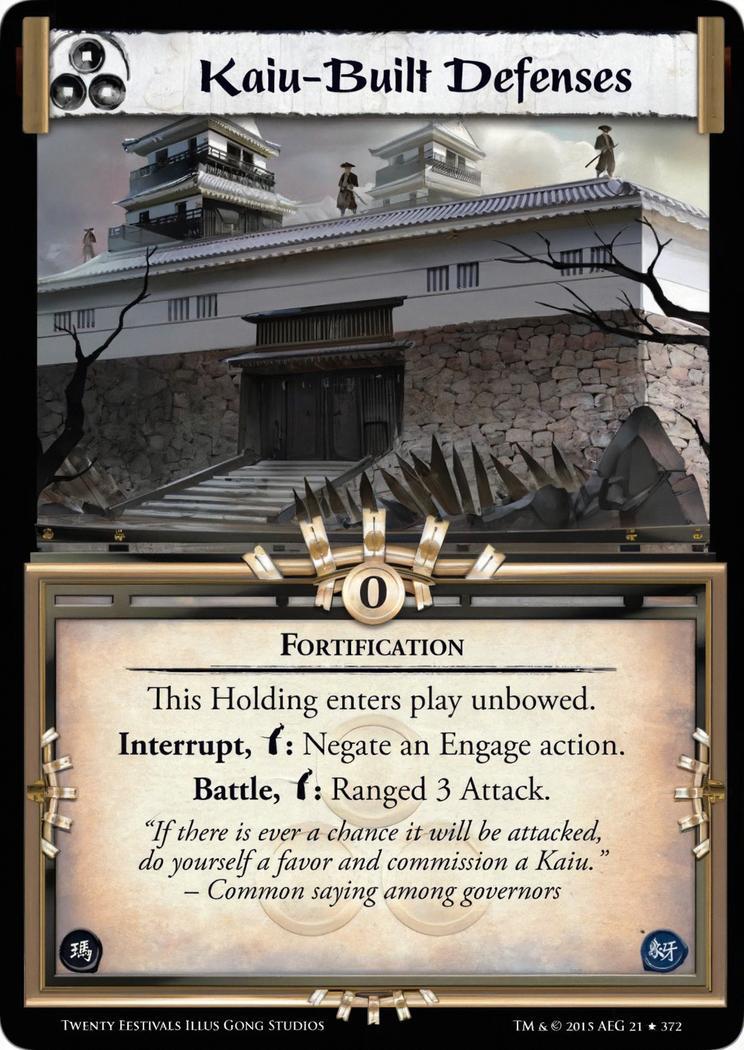 Kaiu-Built Defenses
0
Fortification
This Holding enters play unbowed.
Interrupt, : Negate an Engage action.
Battle, : Ranged 3 Attack.
“If there is ever a chance it will be attacked,
do yourself a favor and commission a Kaiu.”
– Common saying among governors
瑪
Twenty Festivals Illus Gong Studios
TM & © 2015 AEG 21 ★ 372